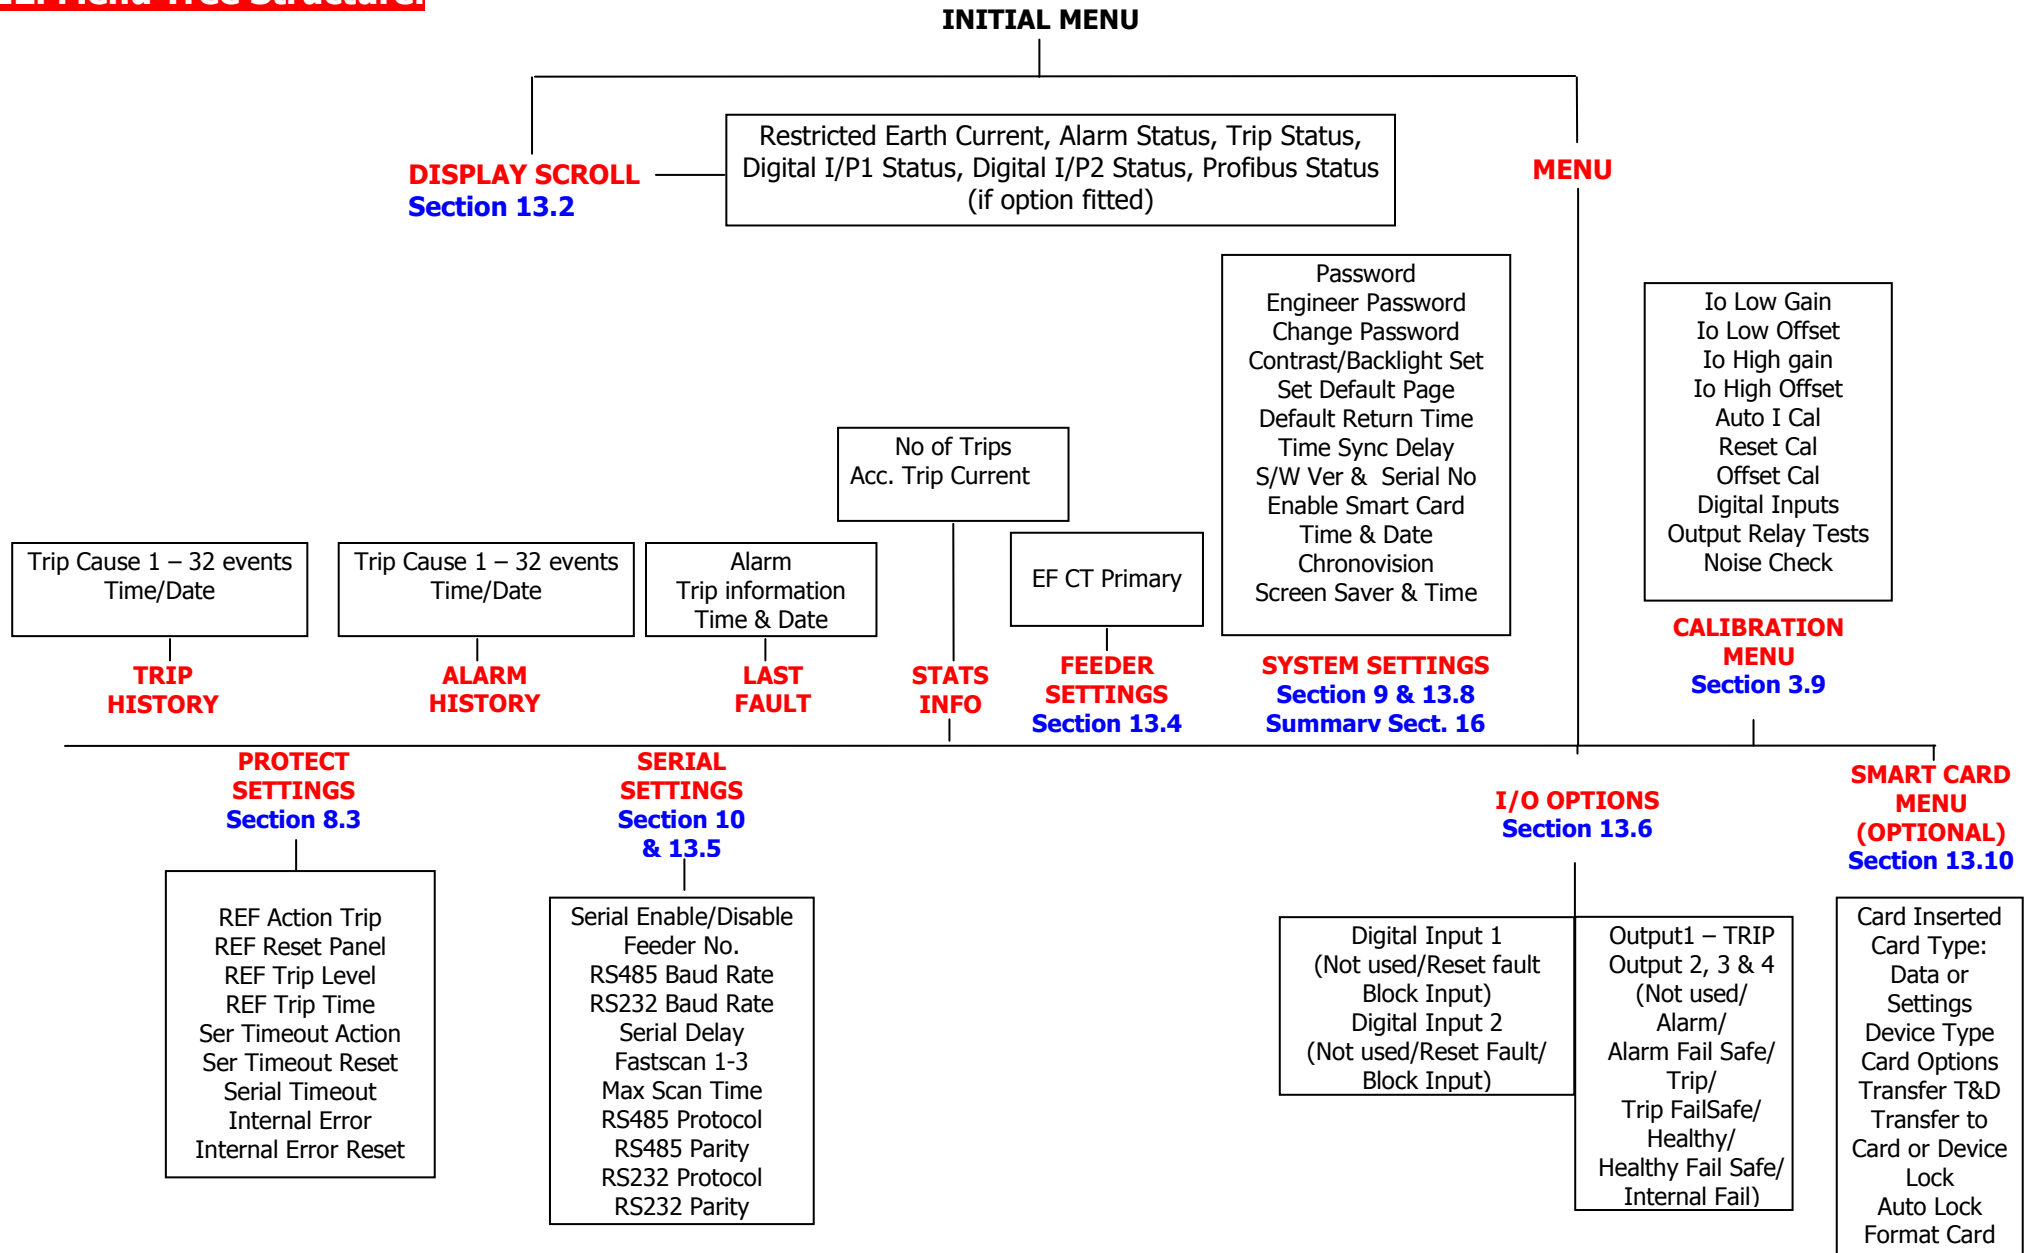 Menu Tree Structure.
INITIAL MENU
DISPLAY SCROLL
Section 13.2
Restricted Earth Current, Alarm Status, Trip Status,
Digital I/P1 Status, Digital I/P2 Status, Profibus Status
(if option fitted)
MENU
Trip Cause 1 – 32 events
Time/Date
TRIP
HISTORY
Trip Cause 1 – 32 events
Time/Date
ALARM
HISTORY
Alarm
Trip information
Time & Date
LAST
FAULT
No of Trips
Acc. Trip Current
STATS
INFO
EF CT Primary
FEEDER
SETTINGS
Section 13.4
Password
Engineer Password
Change Password
Contrast/Backlight Set
Set Default Page
Default Return Time
Time Sync Delay
S/W Ver &  Serial No
Enable Smart Card
Time & Date
Chronovision
Screen Saver & Time
SYSTEM SETTINGS
Section 9 & 13.8
Summary Sect. 16
Io Low Gain
Io Low Offset
Io High gain
Io High Offset
Auto I Cal
Reset Cal
Offset Cal
Digital Inputs
Output Relay Tests
Noise Check
CALIBRATION
MENU
Section 3.9
PROTECT
SETTINGS
Section 8.3
REF Action Trip
REF Reset Panel
REF Trip Level
REF Trip Time
Ser Timeout Action
Ser Timeout Reset
Serial Timeout
Internal Error
Internal Error Reset
SERIAL
SETTINGS
Section 10
& 13.5
Serial Enable/Disable
Feeder No.
RS485 Baud Rate
RS232 Baud Rate
Serial Delay
Fastscan 1-3
Max Scan Time
RS485 Protocol
RS485 Parity
RS232 Protocol
RS232 Parity
I/O OPTIONS
Section 13.6
Digital Input 1
(Not used/Reset fault
Block Input)
Digital Input 2
(Not used/Reset Fault/
Block Input)
Output1 – TRIP
Output 2, 3 & 4
(Not used/
Alarm/
Alarm Fail Safe/
Trip/
Trip FailSafe/
Healthy/
Healthy Fail Safe/
Internal Fail)
SMART CARD
MENU
(OPTIONAL)
Section 13.10
Card Inserted
Card Type:
Data or
Settings
Device Type
Card Options
Transfer T&D
Transfer to
Card or Device
Lock
Auto Lock
Format Card